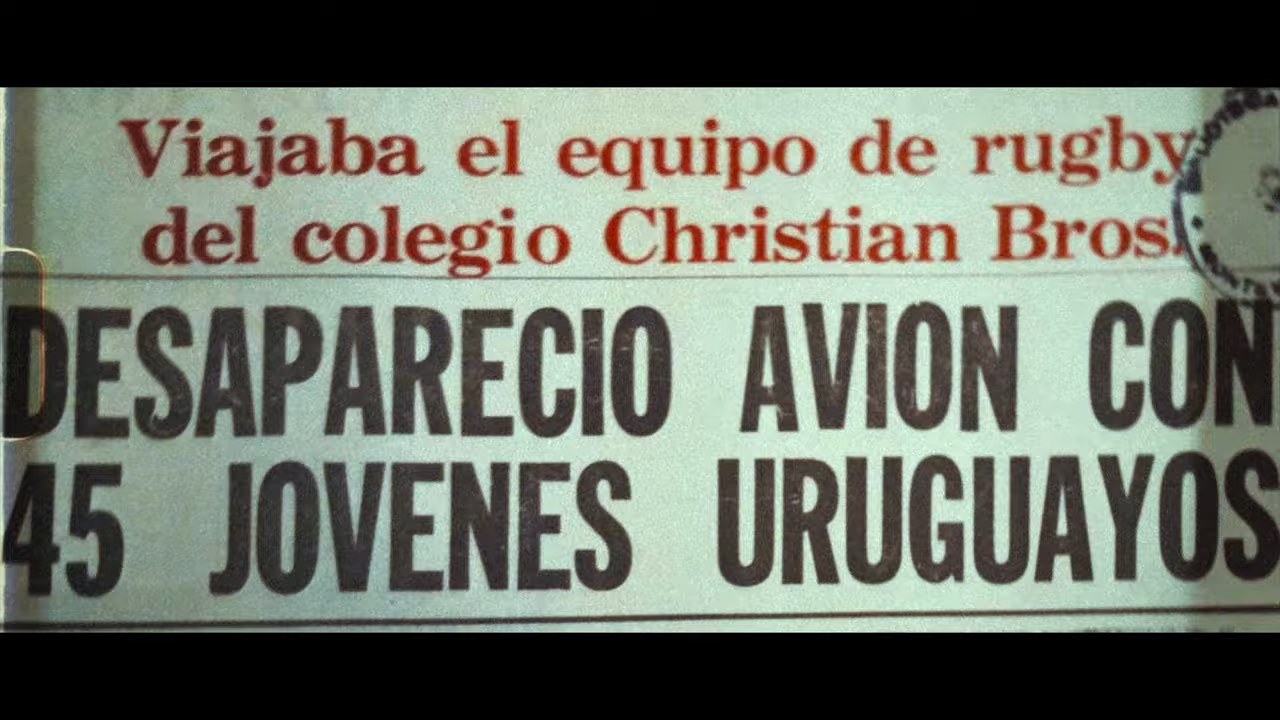 Viajaba el equipo de rugby
del colegio Christian Bros.
DESAPARECIO AVION CON
45 JOVENES URUGUAYOS